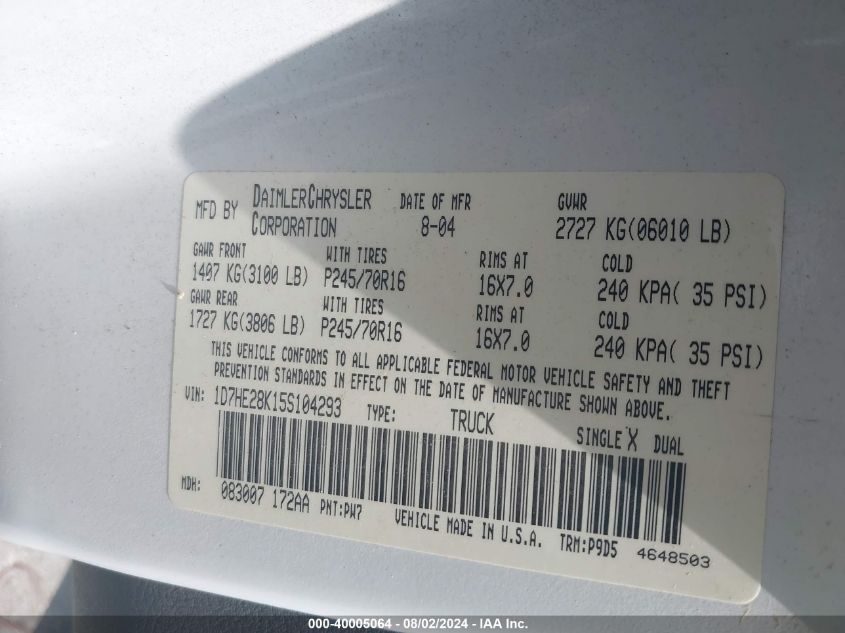 MFD BY DAIMLERCHRYSLER CORPORATION DATE OF MFR 8-04 GVWR 2727 KG(06010 LB)
GAWR FRONT WITH TIRES RIMS AT COLD
1407 KG(3100 LB) P245/70R16 16X7.0 240 KPA( 35 PSI)
GAWR REAR WITH TIRES RIMS AT COLD
1727 KG(3806 LB) P245/70R16 16X7.0 240 KPA( 35 PSI)
THIS VEHICLE CONFORMS TO ALL APPLICABLE FEDERAL MOTOR VEHICLE SAFETY AND THEFT
PREVENTION STANDARDS IN EFFECT ON THE DATE OF MANUFACTURE SHOWN ABOVE.
VIN: 1D7HE28K15S104293 TYPE: TRUCK SINGLE X DUAL
MDH: 083007 172AA PNT:PW7 VEHICLE MADE IN U.S.A. TRM:P9D5 4648503
000-40005064 - 08/02/2024 - IAA Inc.